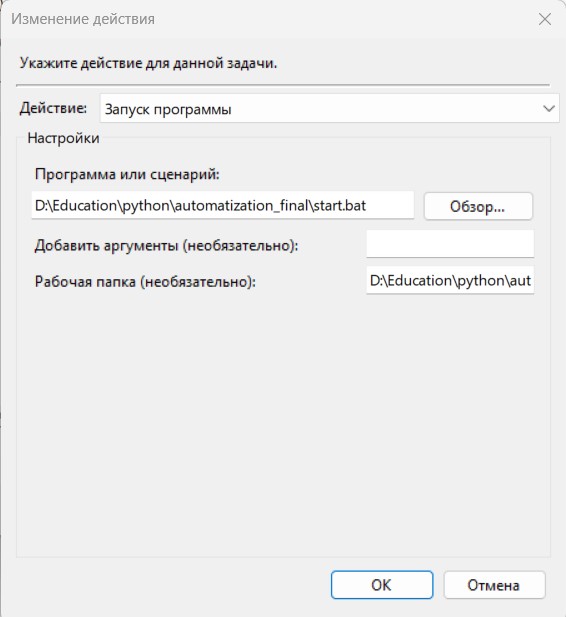 Изменение действия
Укажите действие для данной задачи.
Действие: Запуск программы
Настройки
Программа или сценарий:
D:\Education\python\automatization_final\start.bat Обзор...
Добавить аргументы (необязательно):
Рабочая папка (необязательно): D:\Education\python\aut
ОК Отмена